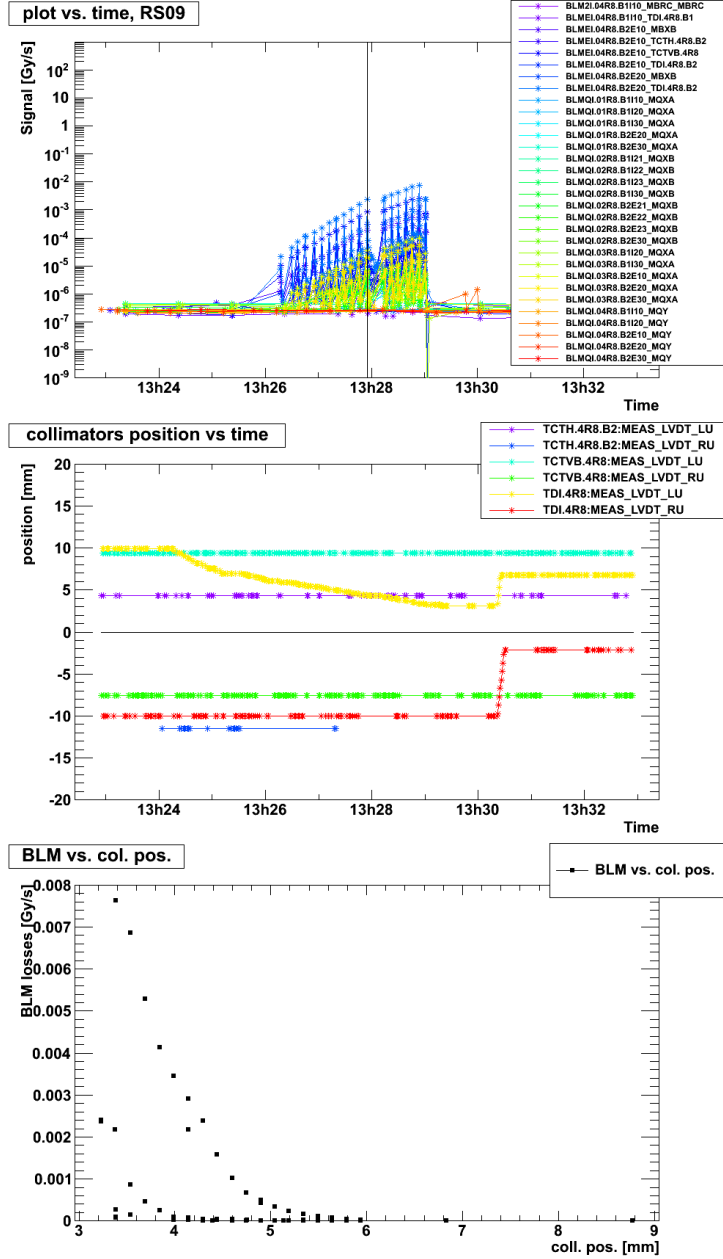 plot vs. time, RS09
Signal [Gy/s]
10²
10
1
10⁻¹
10⁻²
10⁻³
10⁻⁴
10⁻⁵
10⁻⁶
10⁻⁷
10⁻⁸
10⁻⁹
13h24
13h26
13h28
13h30
13h32
Time
BLM2I.04R8.B1I10_MBRC_MBRC
BLMEI.04R8.B1I10_TDI.4R8.B1
BLMEI.04R8.B2E10_MBXB
BLMEI.04R8.B2E10_TCTH.4R8.B2
BLMEI.04R8.B2E10_TCTVB.4R8
BLMEI.04R8.B2E10_TDI.4R8.B2
BLMEI.04R8.B2E20_MBXB
BLMEI.04R8.B2E20_TDI.4R8.B2
BLMQI.01R8.B1I10_MQXA
BLMQI.01R8.B1I20_MQXA
BLMQI.01R8.B1I30_MQXA
BLMQI.01R8.B2E20_MQXA
BLMQI.01R8.B2E30_MQXA
BLMQI.02R8.B1I21_MQXB
BLMQI.02R8.B1I22_MQXB
BLMQI.02R8.B1I23_MQXB
BLMQI.02R8.B1I30_MQXB
BLMQI.02R8.B2E21_MQXB
BLMQI.02R8.B2E22_MQXB
BLMQI.02R8.B2E23_MQXB
BLMQI.02R8.B2E30_MQXB
BLMQI.03R8.B1I20_MQXA
BLMQI.03R8.B1I30_MQXA
BLMQI.03R8.B2E10_MQXA
BLMQI.03R8.B2E20_MQXA
BLMQI.03R8.B2E30_MQXA
BLMQI.04R8.B1I10_MQY
BLMQI.04R8.B1I20_MQY
BLMQI.04R8.B2E10_MQY
BLMQI.04R8.B2E20_MQY
BLMQI.04R8.B2E30_MQY
collimators position vs time
TCTH.4R8.B2:MEAS_LVDT_LU
TCTH.4R8.B2:MEAS_LVDT_RU
TCTVB.4R8:MEAS_LVDT_LU
TCTVB.4R8:MEAS_LVDT_RU
TDI.4R8:MEAS_LVDT_LU
TDI.4R8:MEAS_LVDT_RU
position [mm]
20
15
10
5
0
-5
-10
-15
-20
13h24
13h26
13h28
13h30
13h32
Time
BLM vs. col. pos.
BLM vs. col. pos.
BLM losses [Gy/s]
0.008
0.007
0.006
0.005
0.004
0.003
0.002
0.001
0
3
4
5
6
7
8
9
coll. pos. [mm]